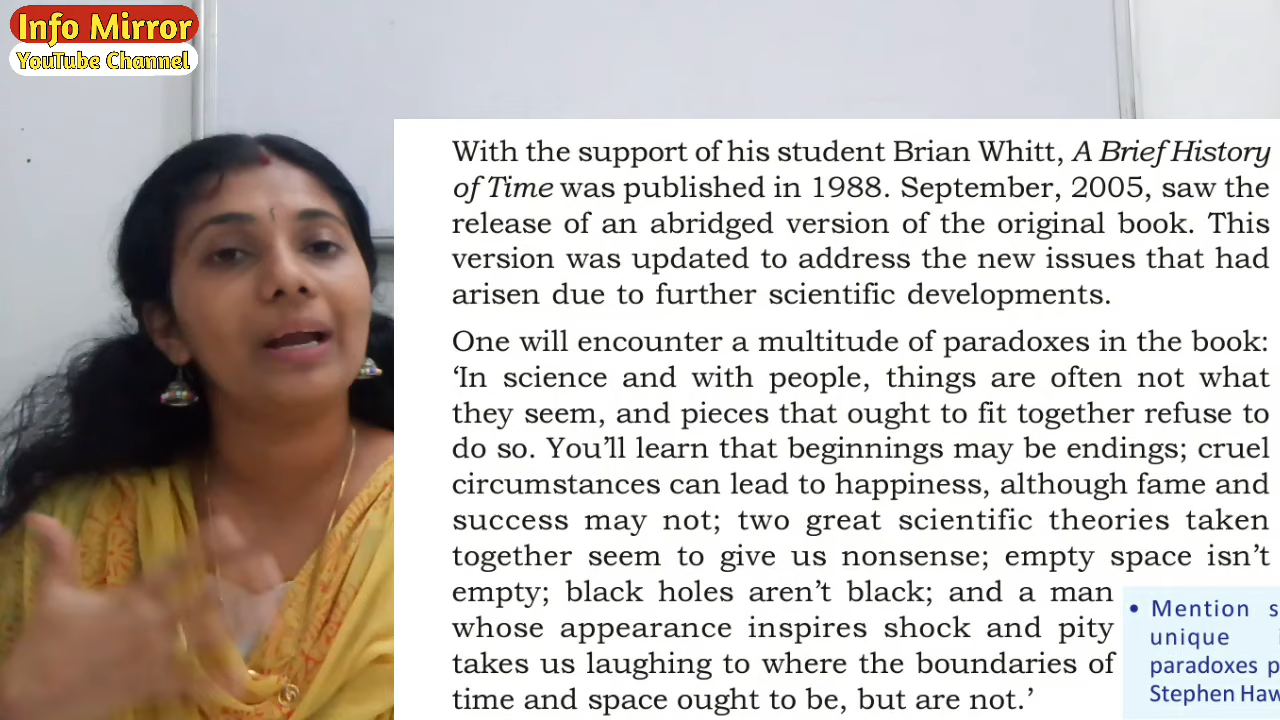 Info Mirror
YouTube Channel
With the support of his student Brian Whitt, A Brief History
of Time was published in 1988. September, 2005, saw the
release of an abridged version of the original book. This
version was updated to address the new issues that had
arisen due to further scientific developments.
One will encounter a multitude of paradoxes in the book:
‘In science and with people, things are often not what
they seem, and pieces that ought to fit together refuse to
do so. You’ll learn that beginnings may be endings; cruel
circumstances can lead to happiness, although fame and
success may not; two great scientific theories taken
together seem to give us nonsense; empty space isn’t
empty; black holes aren’t black; and a man
whose appearance inspires shock and pity
takes us laughing to where the boundaries of
time and space ought to be, but are not.’
• Mention
unique
paradoxes
Stephen